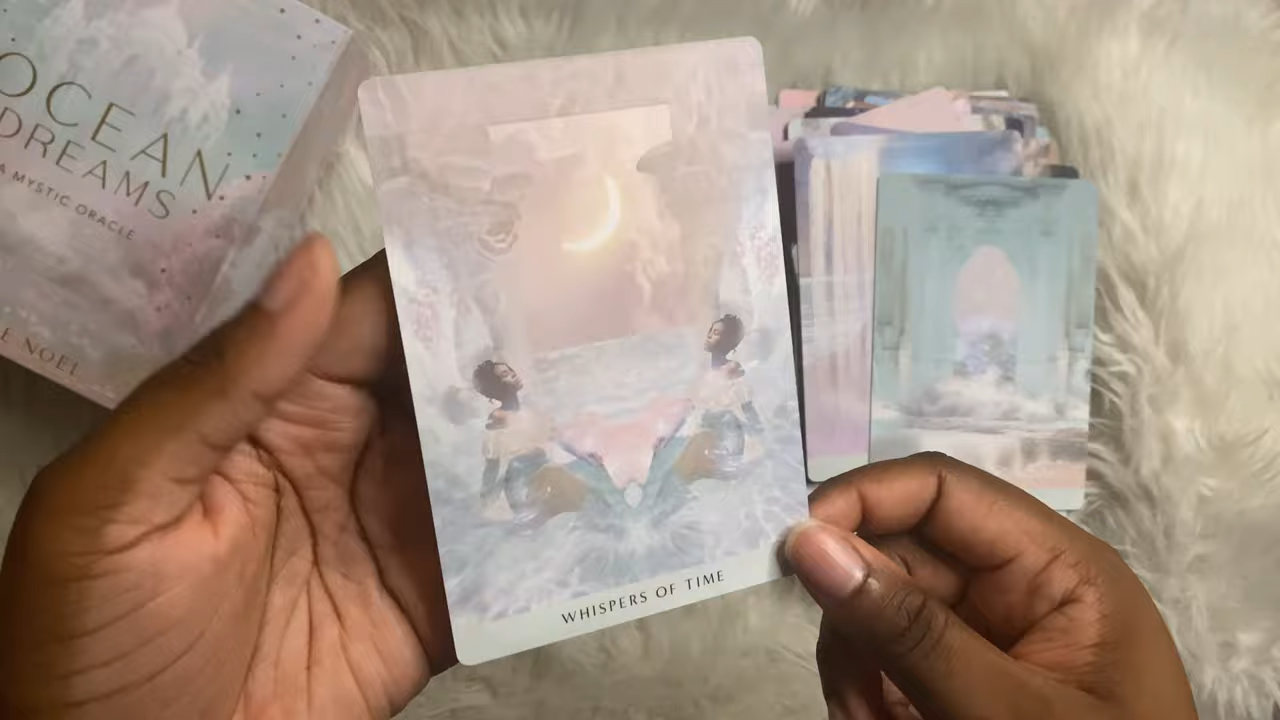 OCEAN
DREAMS
A MYSTIC ORACLE
E NOEL
WHISPERS OF TIME